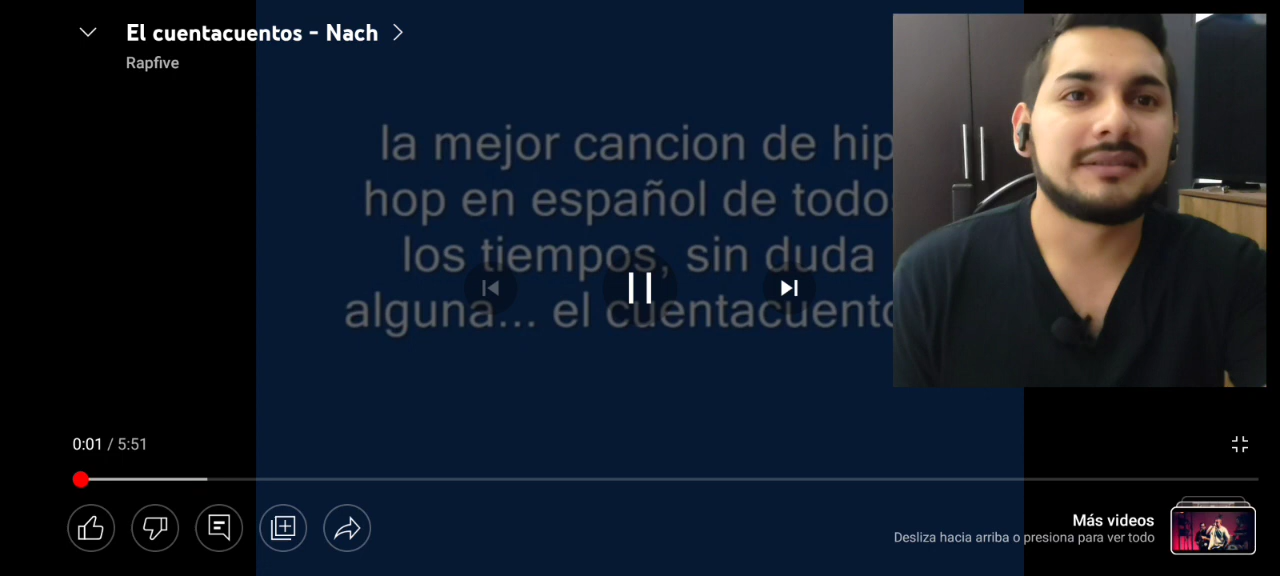 El cuentacuentos - Nach
Rapfive
la mejor cancion de hip
hop en español de todos
los tiempos, sin duda
alguna... el cuentacuento
0:01 / 5:51
Más videos
Desliza hacia arriba o presiona para ver todo